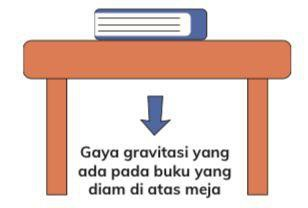 Gaya gravitasi yang
ada pada buku yang
diam di atas meja